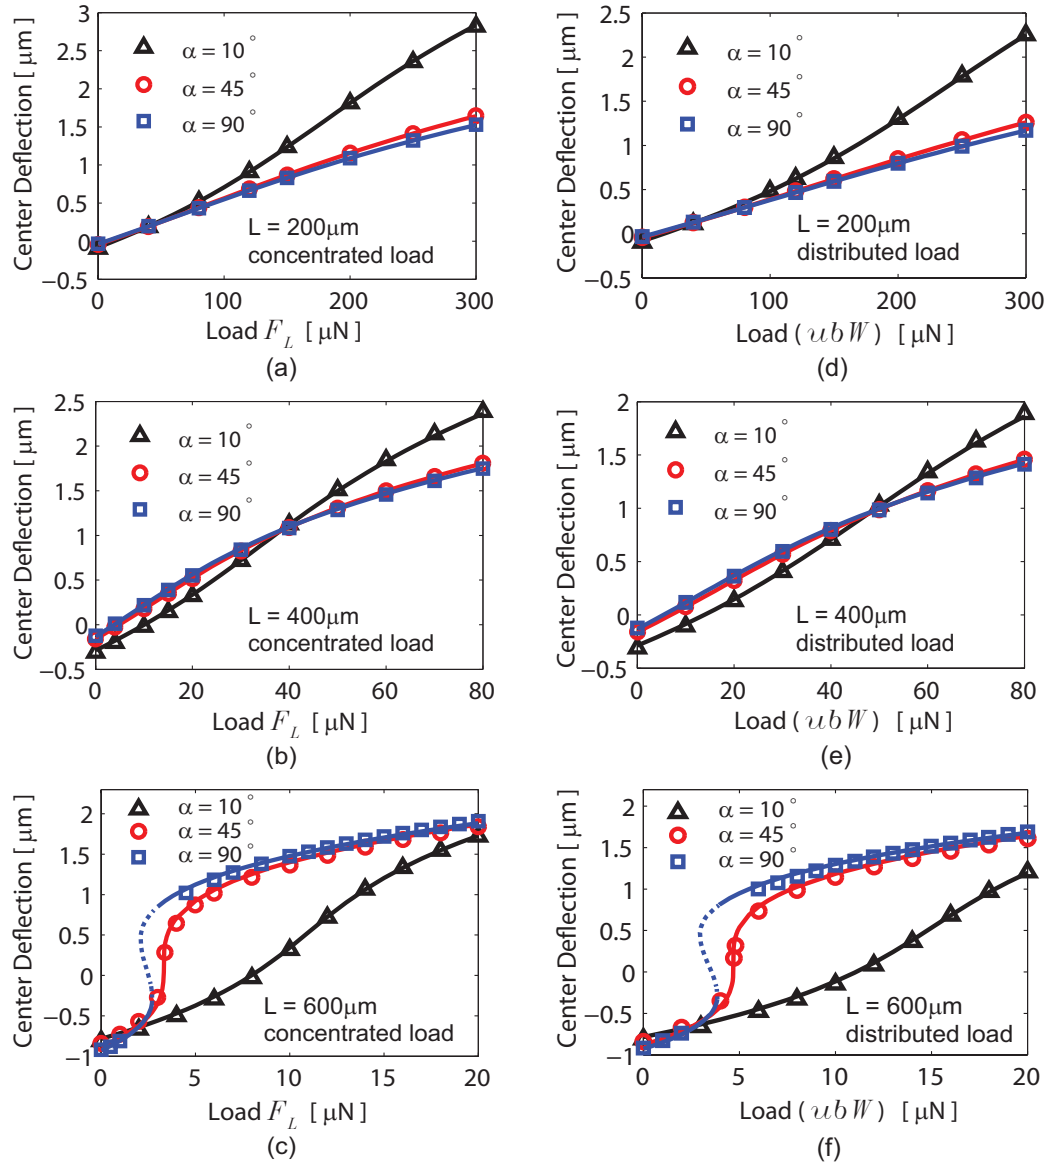 Center Deflection [ μm ]
3
2.5
2
1.5
1
0.5
0
−0.5
α = 10 °
α = 45 °
α = 90 °
L = 200μm
concentrated load
0 100 200 300
Load F_L [ μN ]
(a)
Center Deflection [ μm ]
2.5
2
1.5
1
0.5
0
−0.5
α = 10 °
α = 45 °
α = 90 °
L = 200μm
distributed load
0 100 200 300
Load ( ubW ) [ μN ]
(d)
Center Deflection [ μm ]
2.5
2
1.5
1
0.5
0
−0.5
α = 10 °
α = 45 °
α = 90 °
L = 400μm
concentrated load
0 20 40 60 80
Load F_L [ μN ]
(b)
Center Deflection [ μm ]
2
1.5
1
0.5
0
−0.5
α = 10 °
α = 45 °
α = 90 °
L = 400μm
distributed load
0 20 40 60 80
Load ( ubW ) [ μN ]
(e)
Center Deflection [ μm ]
2
1.5
1
0.5
0
−0.5
−1
α = 10 °
α = 45 °
α = 90 °
L = 600μm
concentrated load
0 5 10 15 20
Load F_L [ μN ]
(c)
Center Deflection [ μm ]
2
1.5
1
0.5
0
−0.5
−1
α = 10 °
α = 45 °
α = 90 °
L = 600μm
distributed load
0 5 10 15 20
Load ( ubW ) [ μN ]
(f)